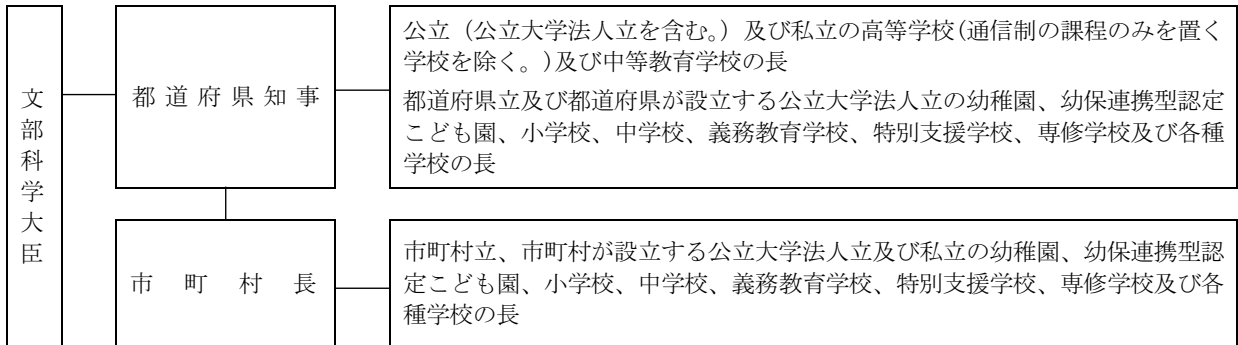 文部科学大臣
都道府県知事
公立（公立大学法人立を含む。）及び私立の高等学校(通信制の課程のみを置く
学校を除く。)及び中等教育学校の長
都道府県立及び都道府県が設立する公立大学法人立の幼稚園、幼保連携型認定
こども園、小学校、中学校、義務教育学校、特別支援学校、専修学校及び各種
学校の長
市町村長
市町村立、市町村が設立する公立大学法人立及び私立の幼稚園、幼保連携型認
定こども園、小学校、中学校、義務教育学校、特別支援学校、専修学校及び各
種学校の長